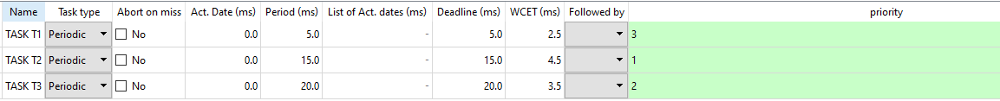 Name Task type Abort on miss Act. Date (ms) Period (ms) List of Act. dates (ms) Deadline (ms) WCET (ms) Followed by priority
TASK T1 Periodic No 0.0 5.0 - 5.0 2.5 3
TASK T2 Periodic No 0.0 15.0 - 15.0 4.5 1
TASK T3 Periodic No 0.0 20.0 - 20.0 3.5 2